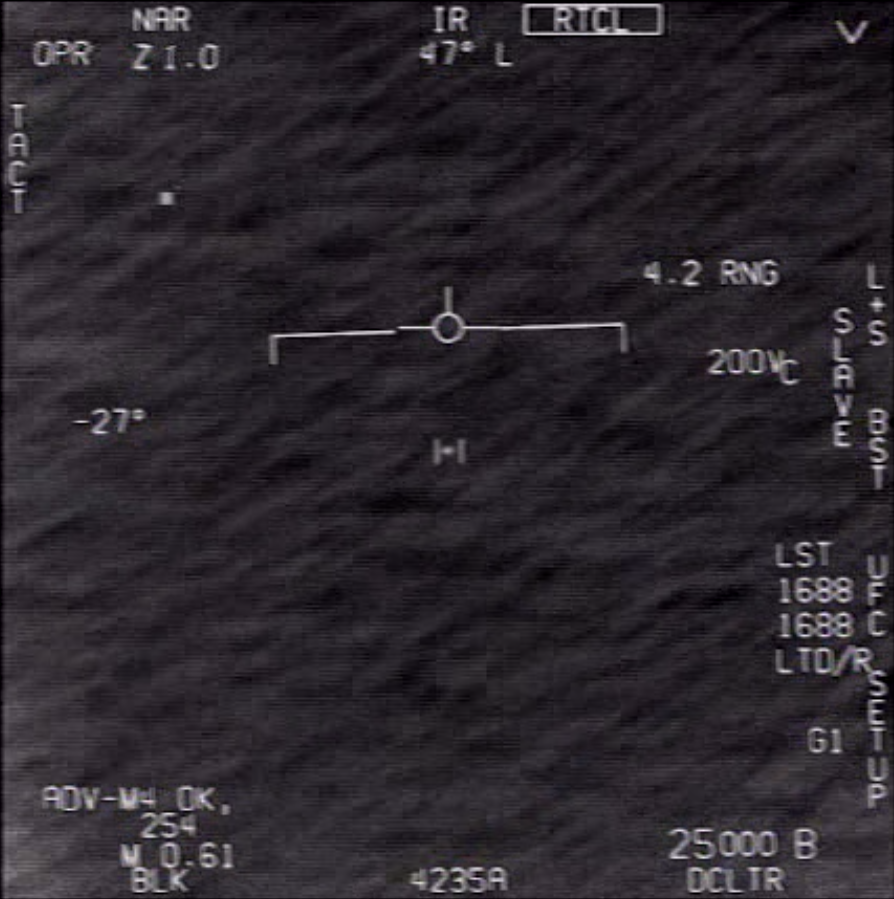 NAR
IR
RTCL
OPR
Z 1.0
47° L
TACT
4.2 RNG
L+S
SLAVE
200 Vc
-27°
BST
LST
1688
1688
LTD/R
UFC
SETUP
G1
ADV-M4 OK,
254
M 0.61
25000 B
BLK
4235A
DCLTR